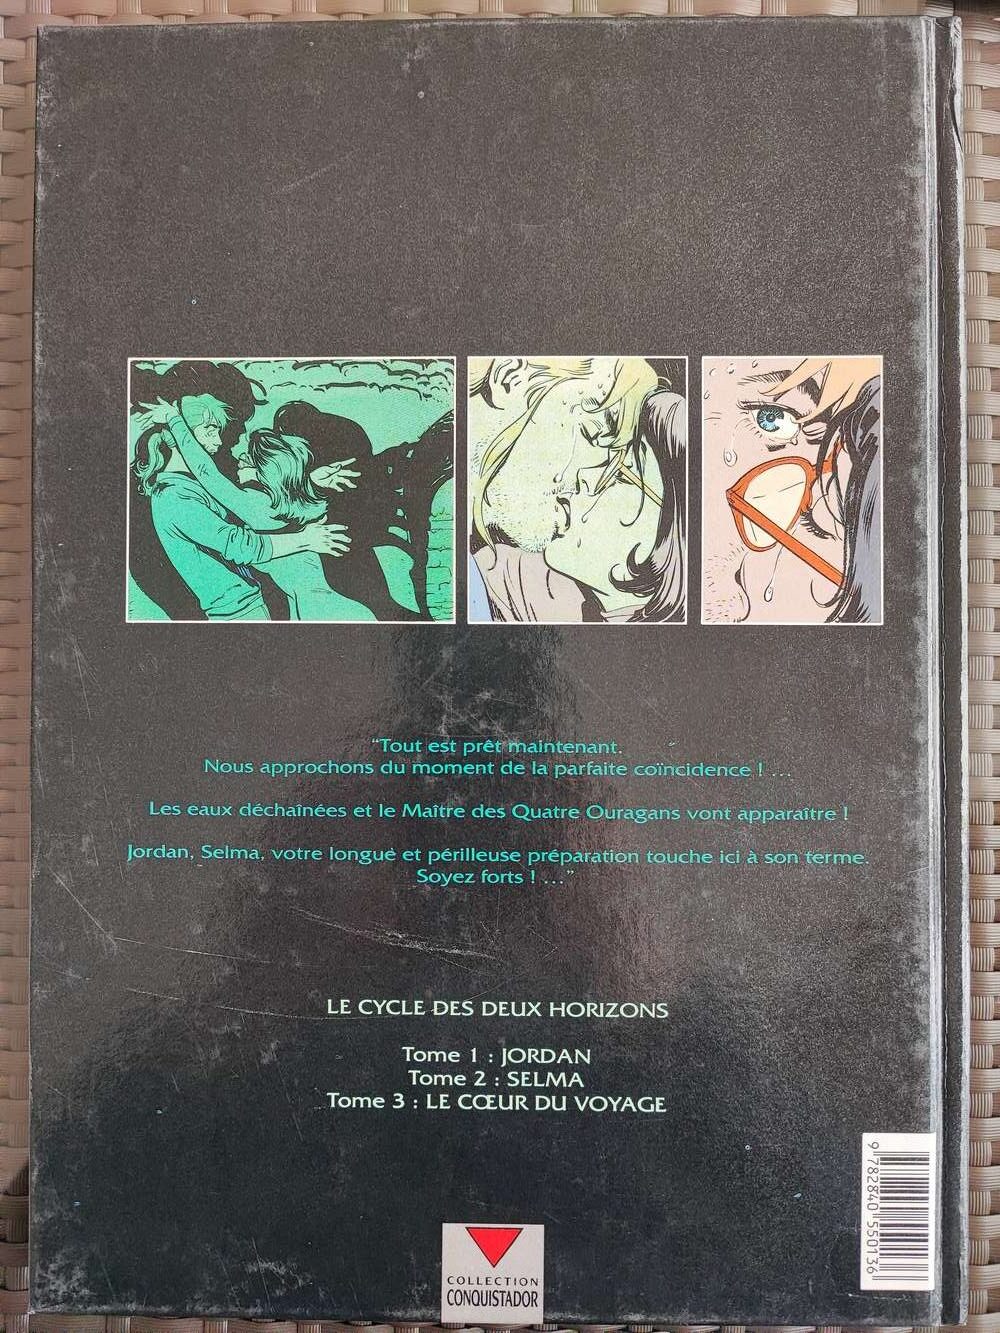 “Tout est prêt maintenant.
Nous approchons du moment de la parfaite coïncidence ! ...
Les eaux déchaînées et le Maître des Quatre Ouragans vont apparaître !
Jordan, Selma, votre longue et périlleuse préparation touche ici à son terme.
Soyez forts ! ...”
LE CYCLE DES DEUX HORIZONS
Tome 1 : JORDAN
Tome 2 : SELMA
Tome 3 : LE CŒUR DU VOYAGE
9 782840 550136
COLLECTION
CONQUISTADOR